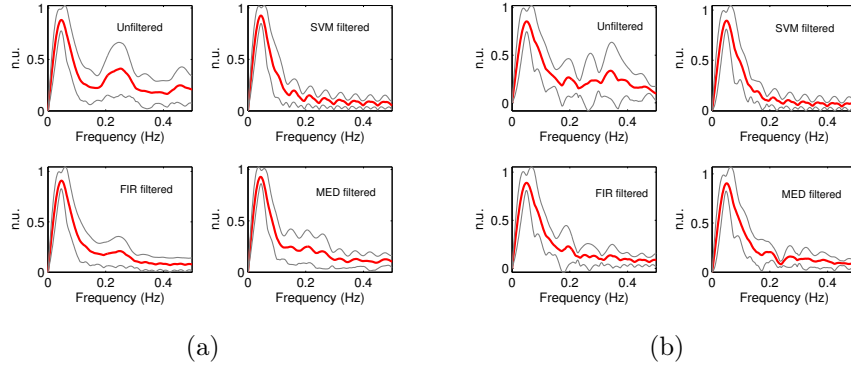 1
n.u.
0.5
0
Unfiltered
0 0.2 0.4
Frequency (Hz)
1
0.5
0
SVM filtered
0 0.2 0.4
Frequency (Hz)
1
n.u.
0.5
0
FIR filtered
0 0.2 0.4
Frequency (Hz)
1
0.5
0
MED filtered
0 0.2 0.4
Frequency (Hz)
(a)
1
n.u.
0.5
0
Unfiltered
0 0.2 0.4
Frequency (Hz)
1
n.u.
0.5
0
SVM filtered
0 0.2 0.4
Frequency (Hz)
1
n.u.
0.5
0
FIR filtered
0 0.2 0.4
Frequency (Hz)
1
n.u.
0.5
0
MED filtered
0 0.2 0.4
Frequency (Hz)
(b)